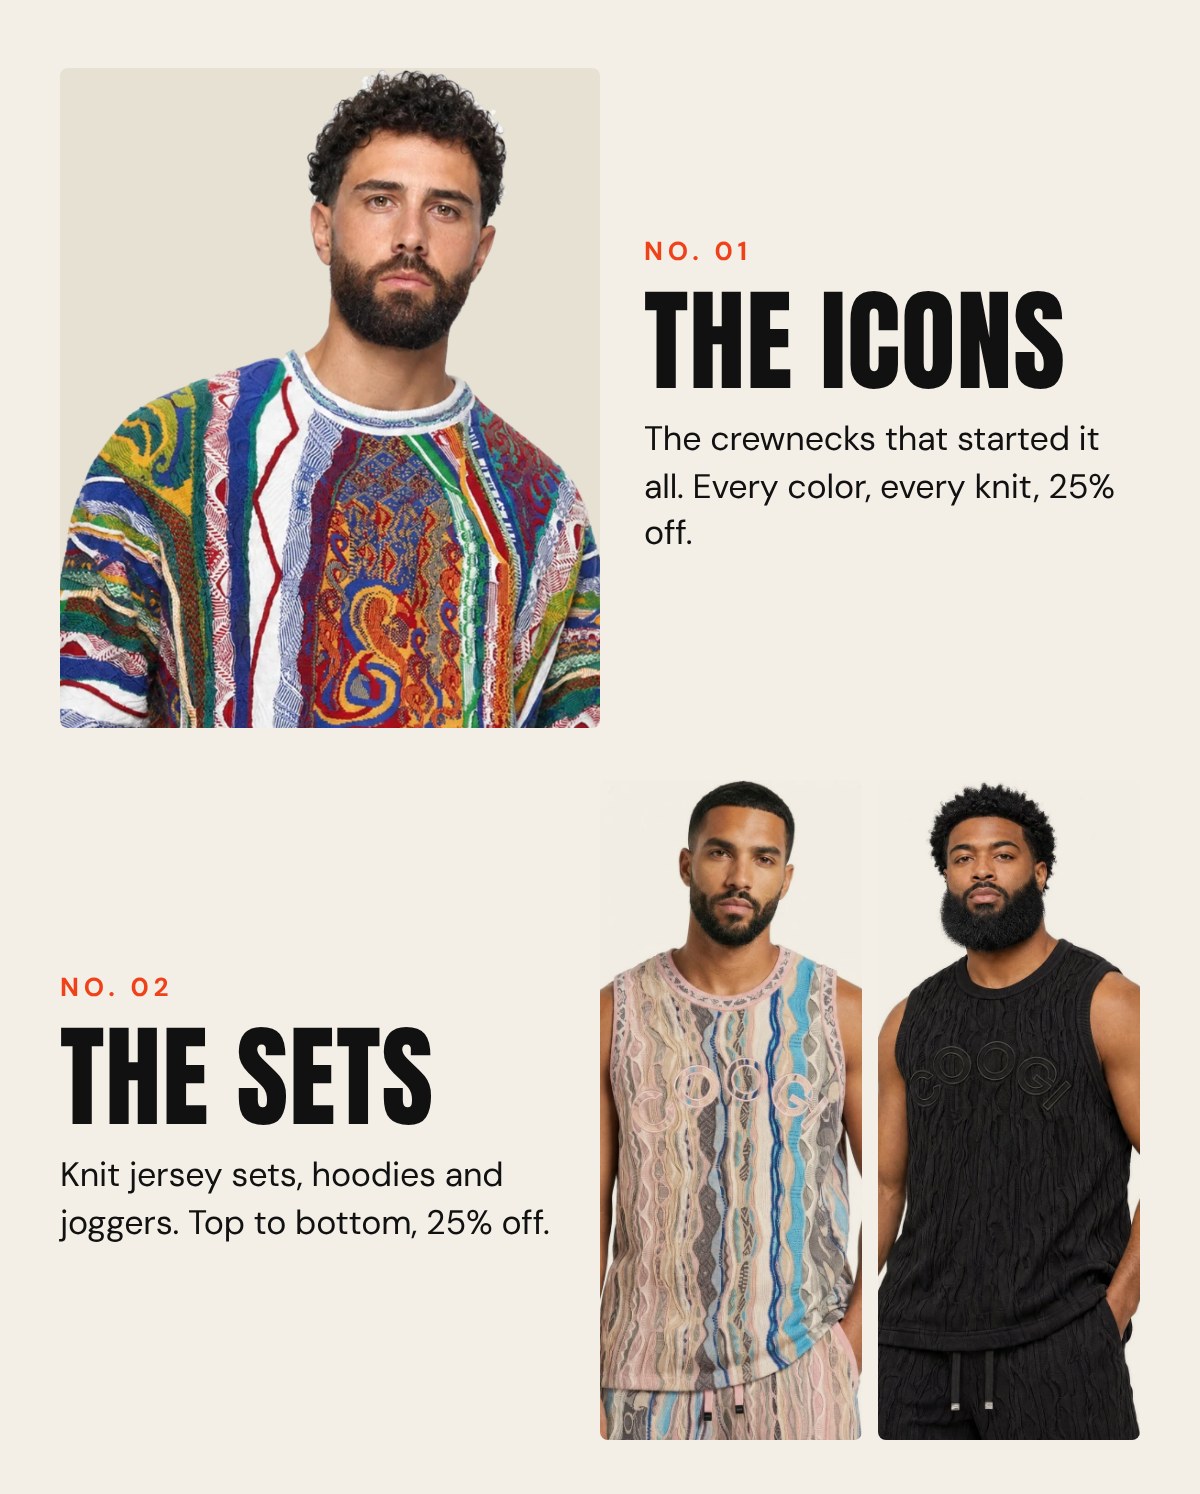 NO. 01
THE ICONS
The crewnecks that started it
all. Every color, every knit, 25%
off.
NO. 02
THE SETS
Knit jersey sets, hoodies and
joggers. Top to bottom, 25% off.
COOGI
COOGI